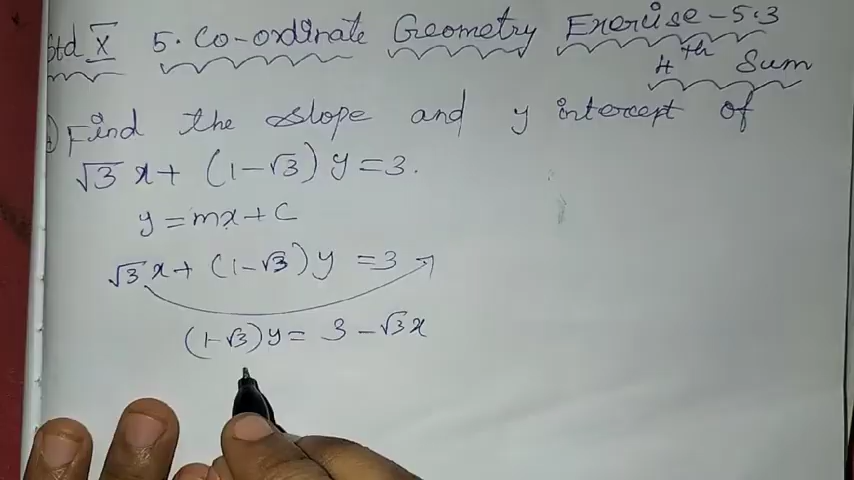 Std X 5. Co-ordinate Geometry Exercise - 5.3
4th Sum
Find the slope and y intercept of
√3 x + (1-√3) y = 3.
y = mx + C
√3 x + (1-√3) y = 3
(1-√3) y = 3 - √3 x